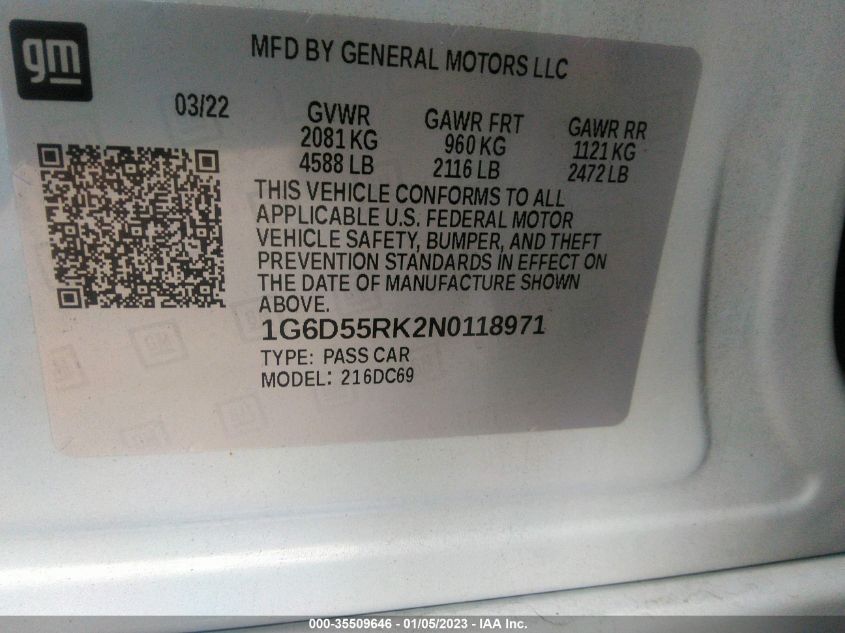 gm
MFD BY GENERAL MOTORS LLC
03/22
GVWR GAWR FRT GAWR RR
2081 KG 960 KG 1121 KG
4588 LB 2116 LB 2472 LB
THIS VEHICLE CONFORMS TO ALL
APPLICABLE U.S. FEDERAL MOTOR
VEHICLE SAFETY, BUMPER, AND THEFT
PREVENTION STANDARDS IN EFFECT ON
THE DATE OF MANUFACTURE SHOWN
ABOVE.
1G6D55RK2N0118971
TYPE: PASS CAR
MODEL: 216DC69
000-35509646 - 01/05/2023 - IAA Inc.